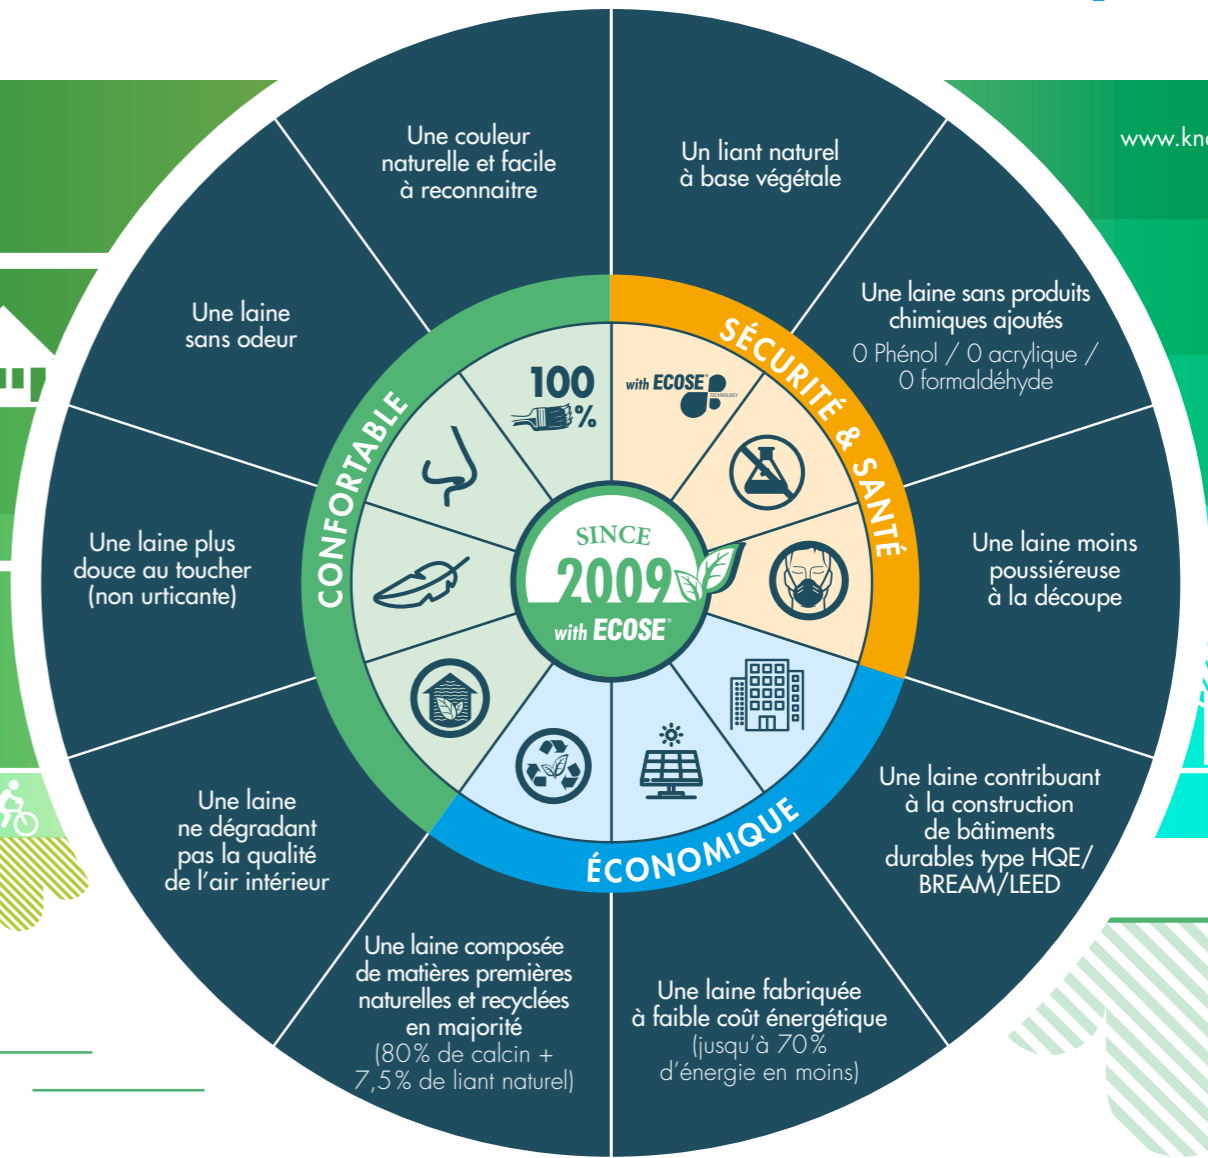 www.kn
Une couleur
naturelle et facile
à reconnaitre
Un liant naturel
à base végétale
Une laine sans produits
chimiques ajoutés
0 Phénol / 0 acrylique /
0 formaldéhyde
Une laine moins
poussiéreuse
à la découpe
Une laine contribuant
à la construction
de bâtiments
durables type HQE/
BREAM/LEED
Une laine fabriquée
à faible coût énergétique
(jusqu'à 70%
d'énergie en moins)
Une laine composée
de matières premières
naturelles et recyclées
en majorité
(80% de calcin +
7,5% de liant naturel)
Une laine
ne dégradant
pas la qualité
de l'air intérieur
Une laine plus
douce au toucher
(non urticante)
Une laine
sans odeur
CONFORTABLE
SÉCURITÉ & SANTÉ
ÉCONOMIQUE
100
%
with ECOSE®
TECHNOLOGY
SINCE
2009
with ECOSE®